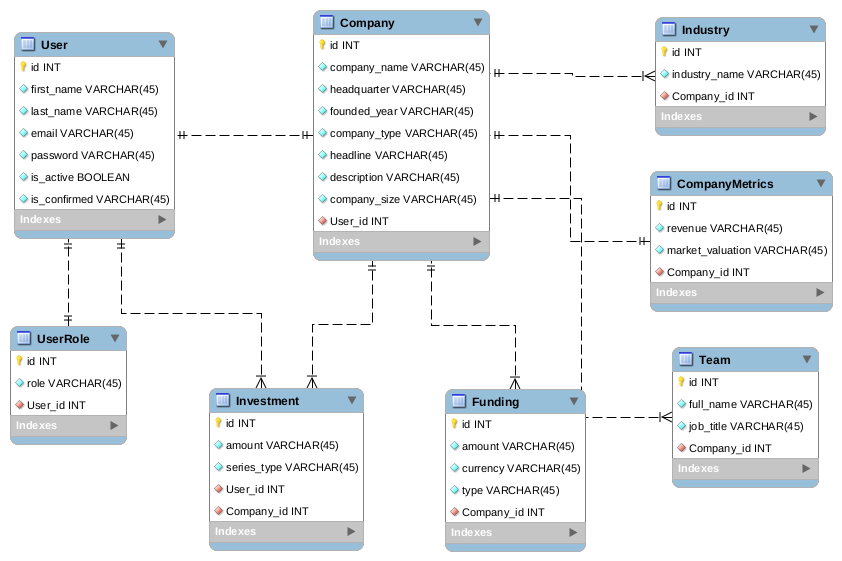 User
id INT
first_name VARCHAR(45)
last_name VARCHAR(45)
email VARCHAR(45)
password VARCHAR(45)
is_active BOOLEAN
is_confirmed VARCHAR(45)
Indexes
Company
id INT
company_name VARCHAR(45)
headquarter VARCHAR(45)
founded_year VARCHAR(45)
company_type VARCHAR(45)
headline VARCHAR(45)
description VARCHAR(45)
company_size VARCHAR(45)
User_id INT
Indexes
Industry
id INT
industry_name VARCHAR(45)
Company_id INT
Indexes
CompanyMetrics
id INT
revenue VARCHAR(45)
market_valuation VARCHAR(45)
Company_id INT
Indexes
UserRole
id INT
role VARCHAR(45)
User_id INT
Indexes
Investment
id INT
amount VARCHAR(45)
series_type VARCHAR(45)
User_id INT
Company_id INT
Indexes
Funding
id INT
amount VARCHAR(45)
currency VARCHAR(45)
type VARCHAR(45)
Company_id INT
Indexes
Team
id INT
full_name VARCHAR(45)
job_title VARCHAR(45)
Company_id INT
Indexes